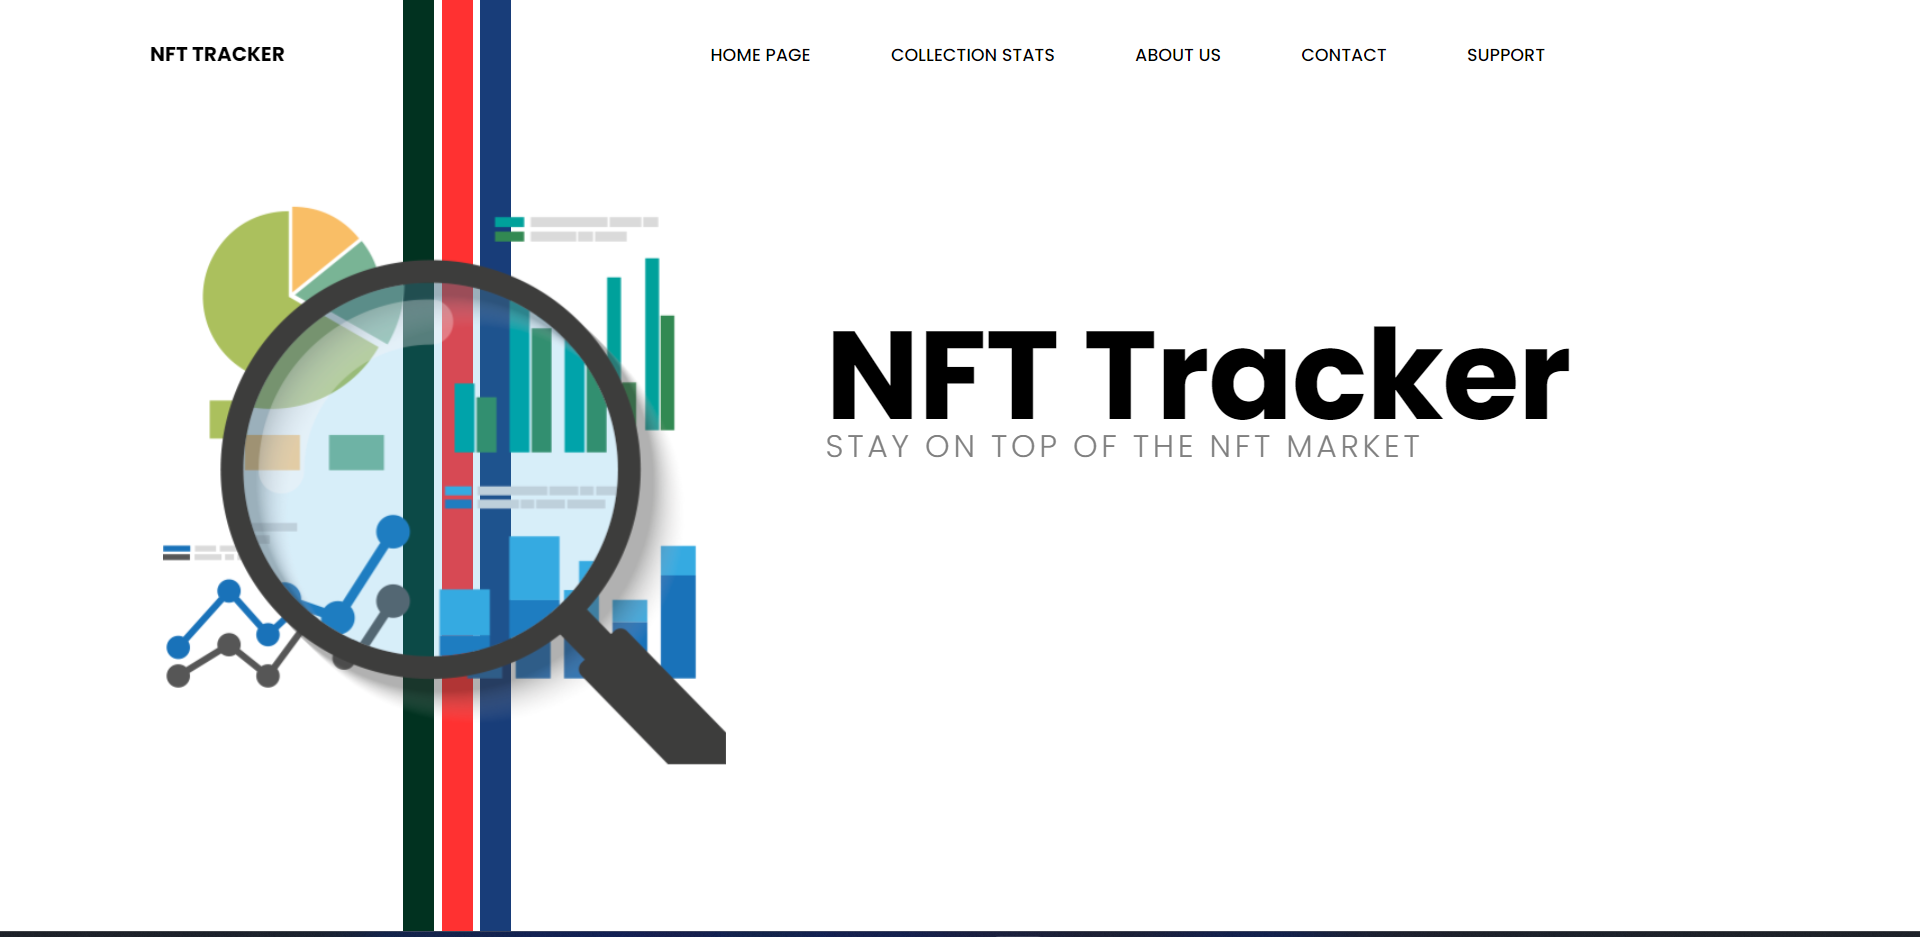 NFT TRACKER
HOME PAGE COLLECTION STATS ABOUT US CONTACT SUPPORT
NFT Tracker
STAY ON TOP OF THE NFT MARKET